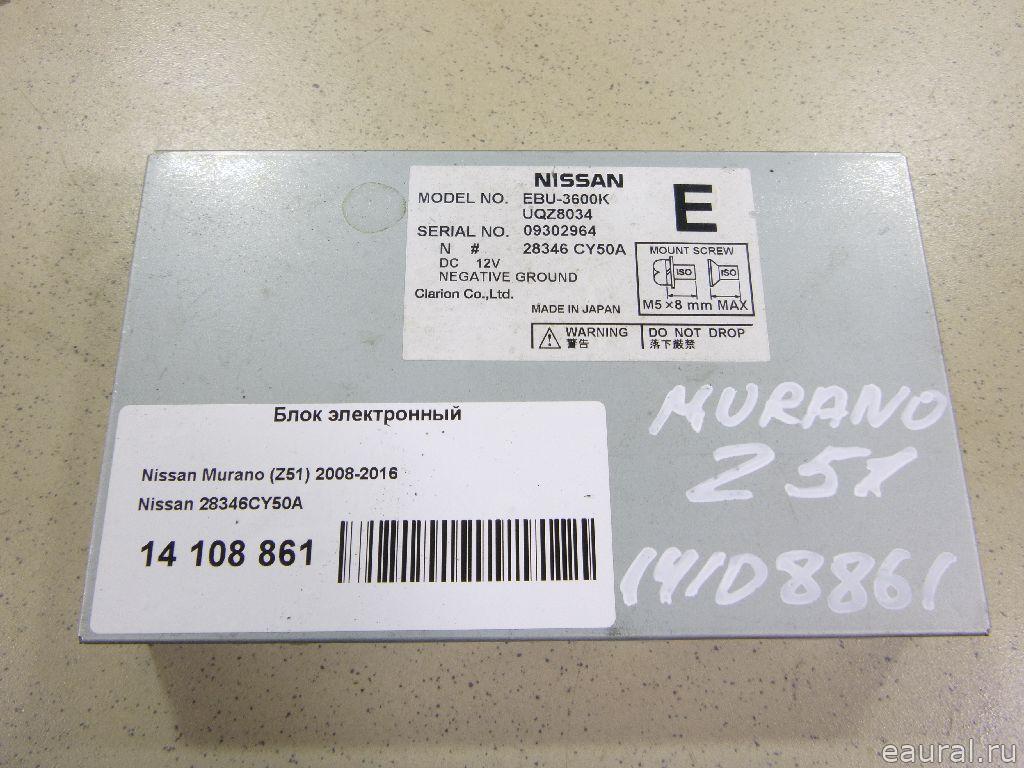 NISSAN
E
MODEL NO. EBU-3600K
UQZ8034
SERIAL NO. 09302964
N # 28346 CY50A
DC 12V
NEGATIVE GROUND
Clarion Co.,Ltd.
MADE IN JAPAN
MOUNT SCREW
ISO ISO
M5×8 mm MAX
WARNING
警告
DO NOT DROP
落下厳禁
Блок электронный
Nissan Murano (Z51) 2008-2016
Nissan 28346CY50A
14 108 861
MURANO
Z51
14108861
eaural.ru